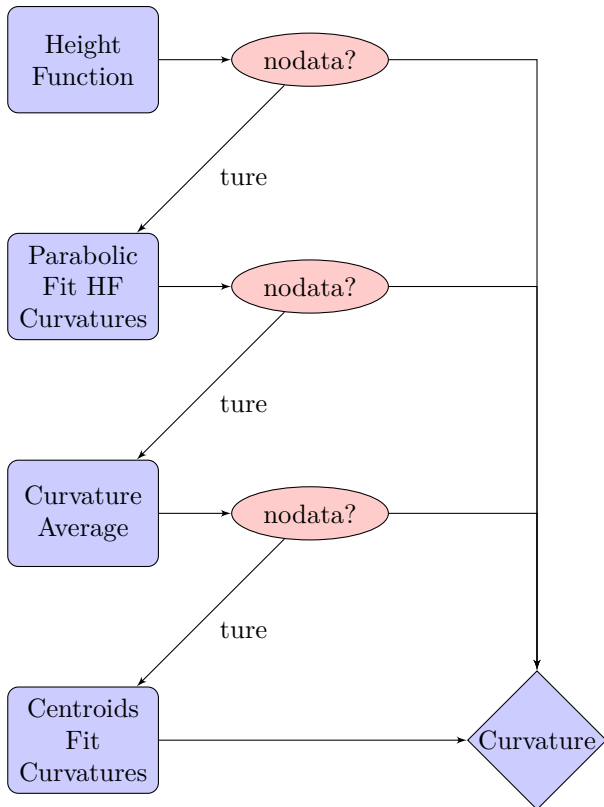 Height
Function
nodata?
ture
Parabolic
Fit HF
Curvatures
nodata?
ture
Curvature
Average
nodata?
ture
Centroids
Fit
Curvatures
Curvature